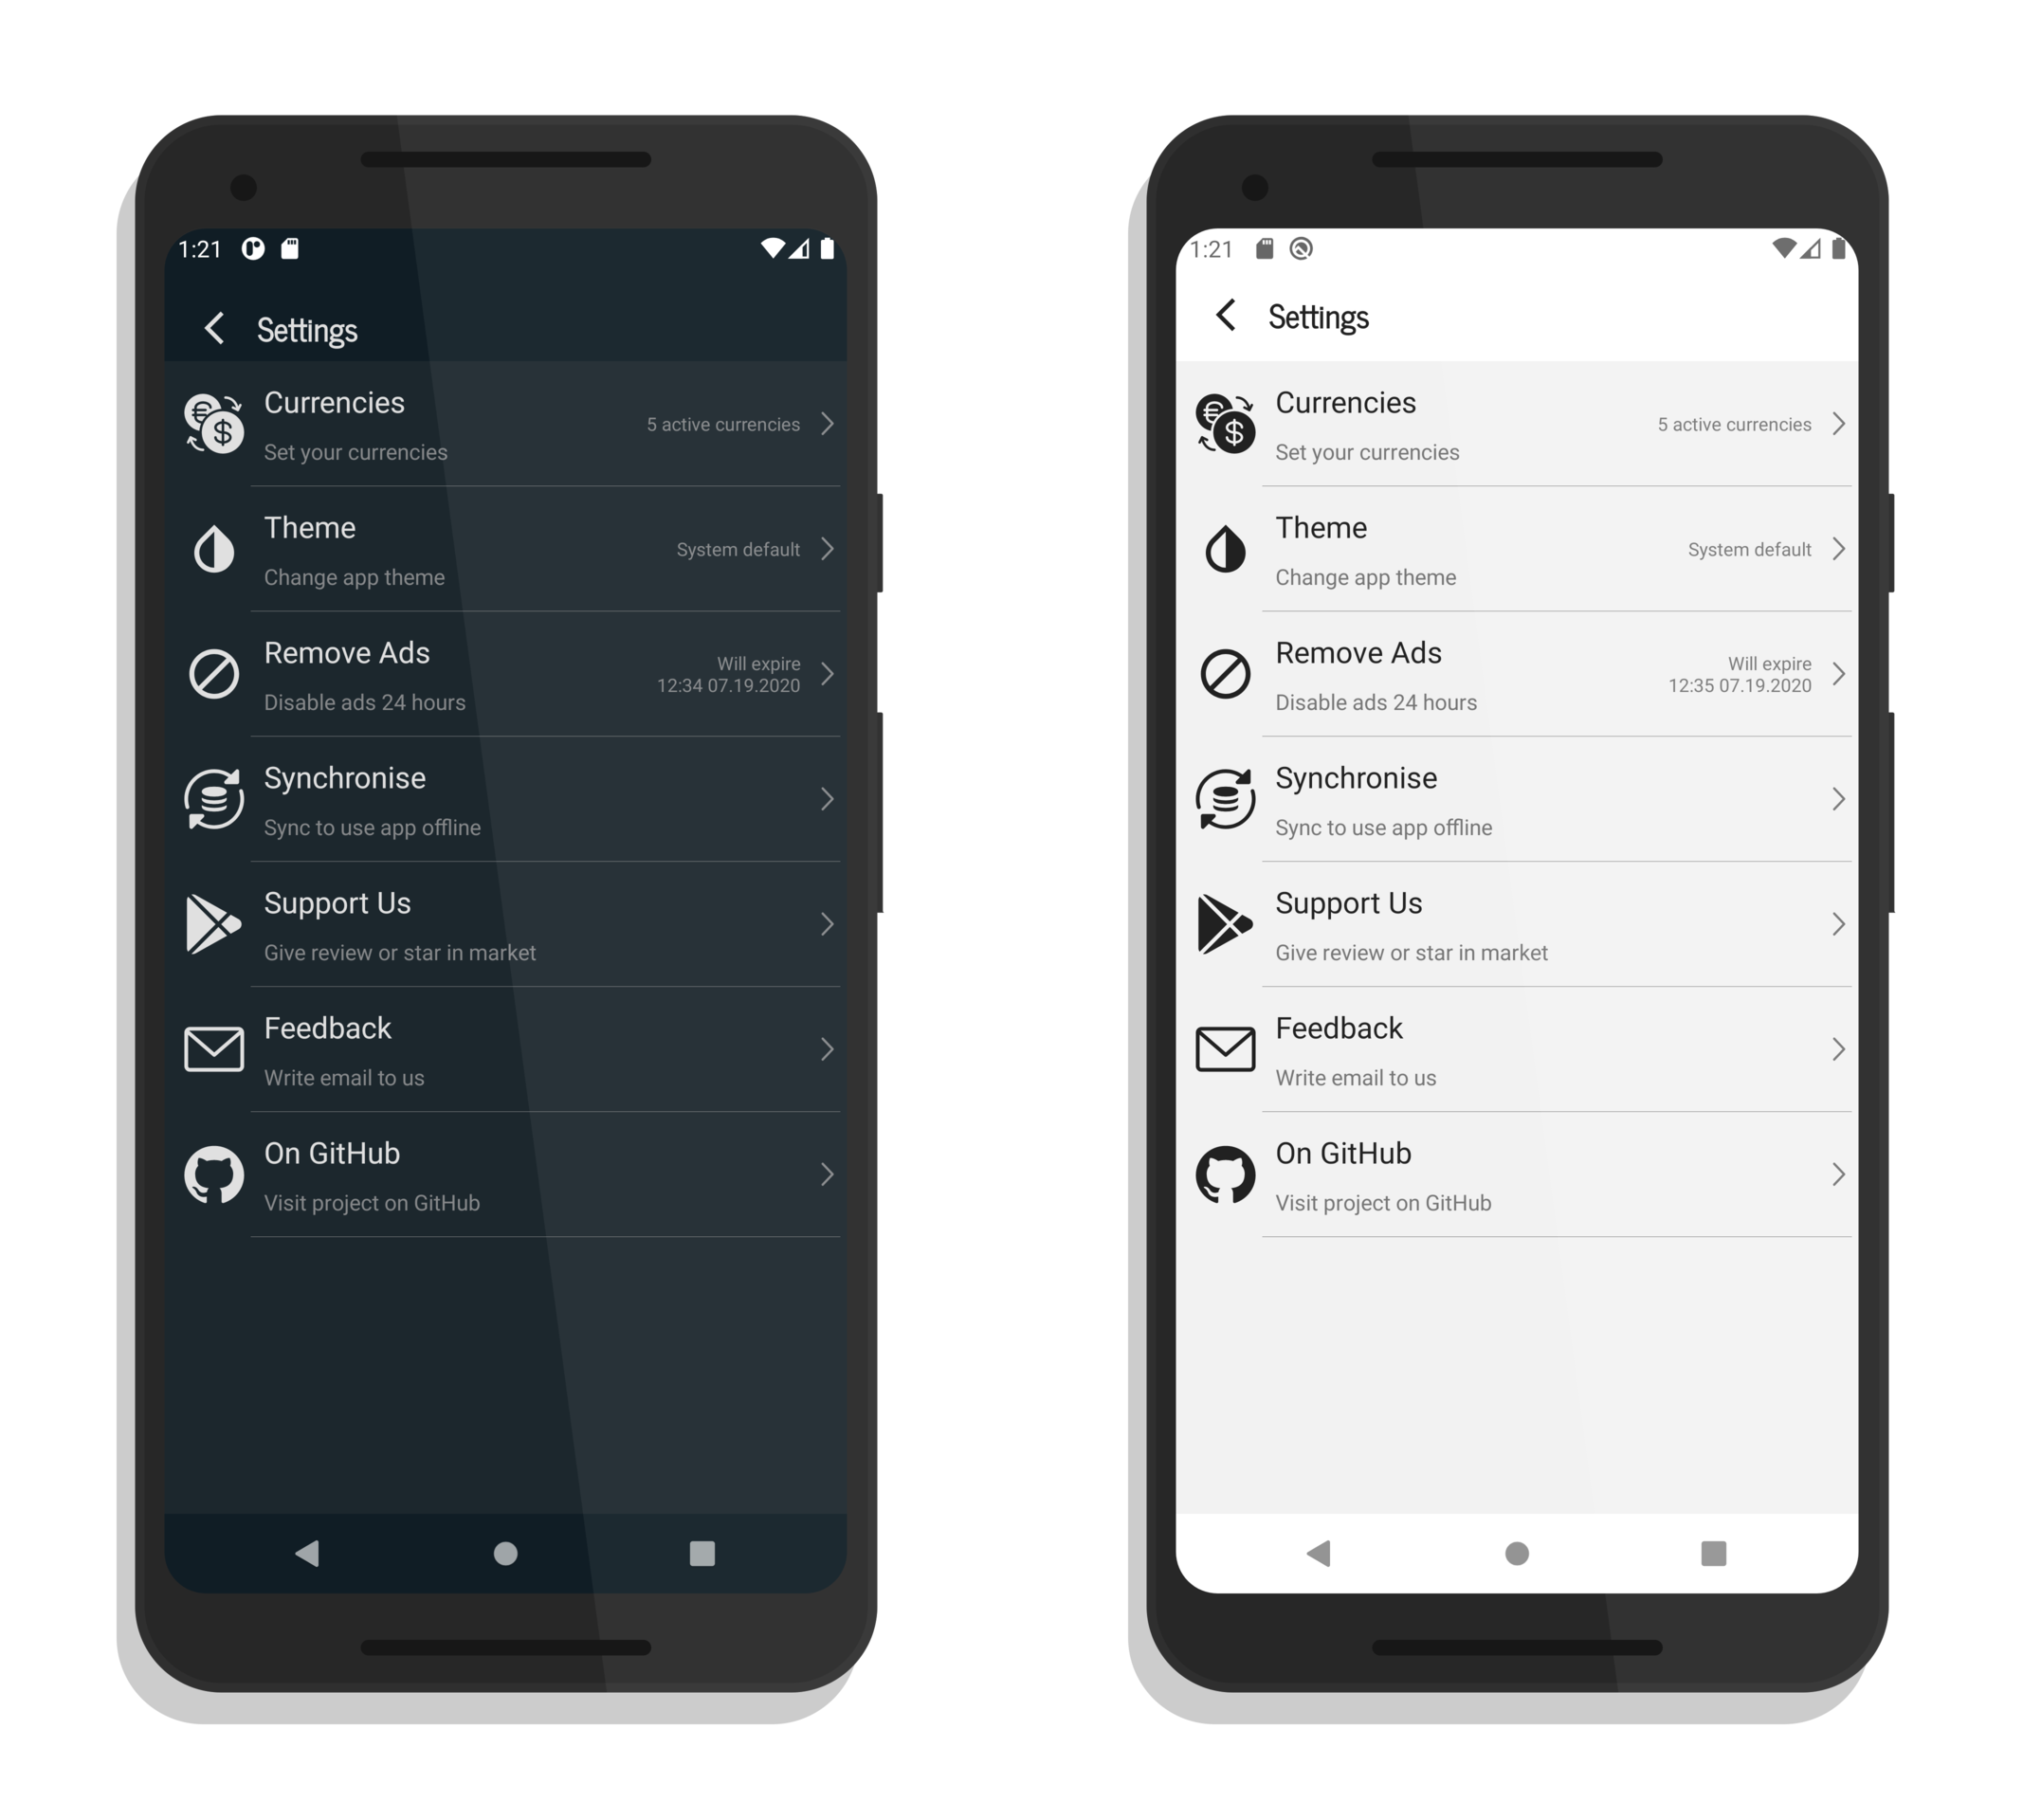 1:21
Settings
Currencies
5 active currencies
Set your currencies
Theme
System default
Change app theme
Remove Ads
Will expire
12:34 07.19.2020
Disable ads 24 hours
Synchronise
Sync to use app offline
Support Us
Give review or star in market
Feedback
Write email to us
On GitHub
Visit project on GitHub
1:21
Settings
Currencies
5 active currencies
Set your currencies
Theme
System default
Change app theme
Remove Ads
Will expire
12:35 07.19.2020
Disable ads 24 hours
Synchronise
Sync to use app offline
Support Us
Give review or star in market
Feedback
Write email to us
On GitHub
Visit project on GitHub